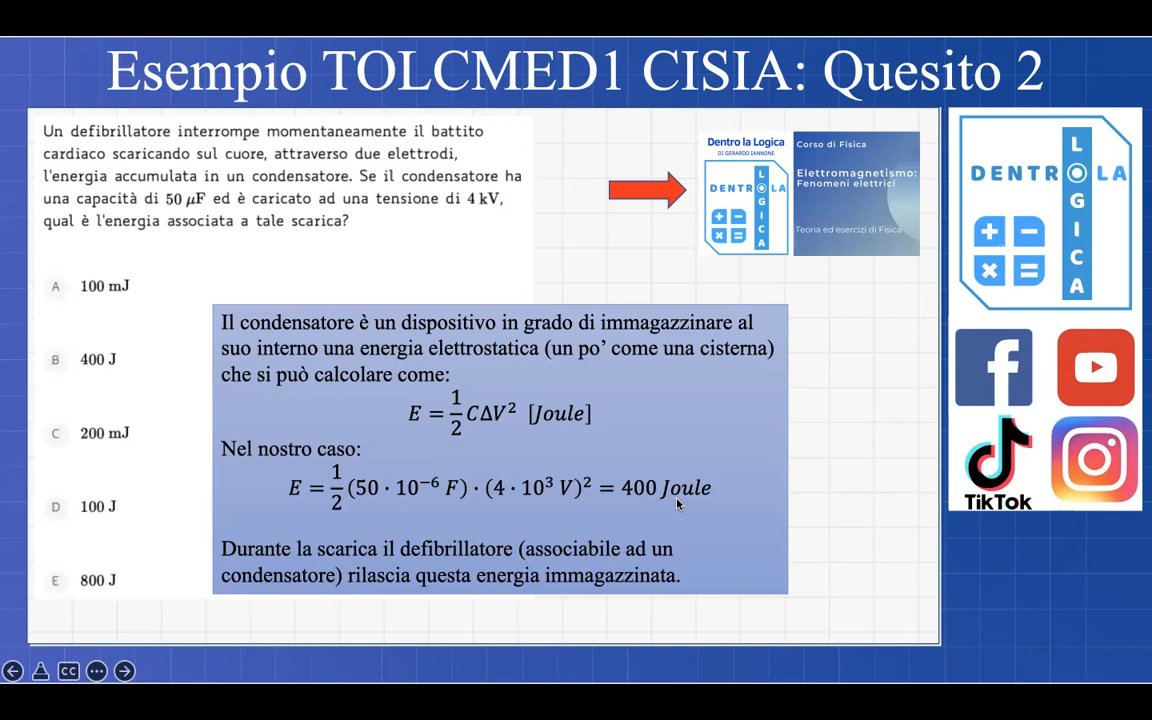 Esempio TOLCMED1 CISIA: Quesito 2
Un defibrillatore interrompe momentaneamente il battito
cardiaco scaricando sul cuore, attraverso due elettrodi,
l'energia accumulata in un condensatore. Se il condensatore ha
una capacità di 50 μF ed è caricato ad una tensione di 4 kV,
qual è l'energia associata a tale scarica?
A 100 mJ
B 400 J
C 200 mJ
D 100 J
E 800 J
Il condensatore è un dispositivo in grado di immagazzinare al
suo interno una energia elettrostatica (un po' come una cisterna)
che si può calcolare come:
E = 1/2 CΔV² [Joule]
Nel nostro caso:
E = 1/2 (50 · 10⁻⁶ F) · (4 · 10³ V)² = 400 Joule
Durante la scarica il defibrillatore (associabile ad un
condensatore) rilascia questa energia immagazzinata.
Dentro la Logica
DI GERARDO IANNONE
DENTRO LA
LOGICA
Corso di Fisica
Elettromagnetismo:
Fenomeni elettrici
Teoria ed esercizi di Fisica
DENTRO LA
LOGICA
TikTok
CC